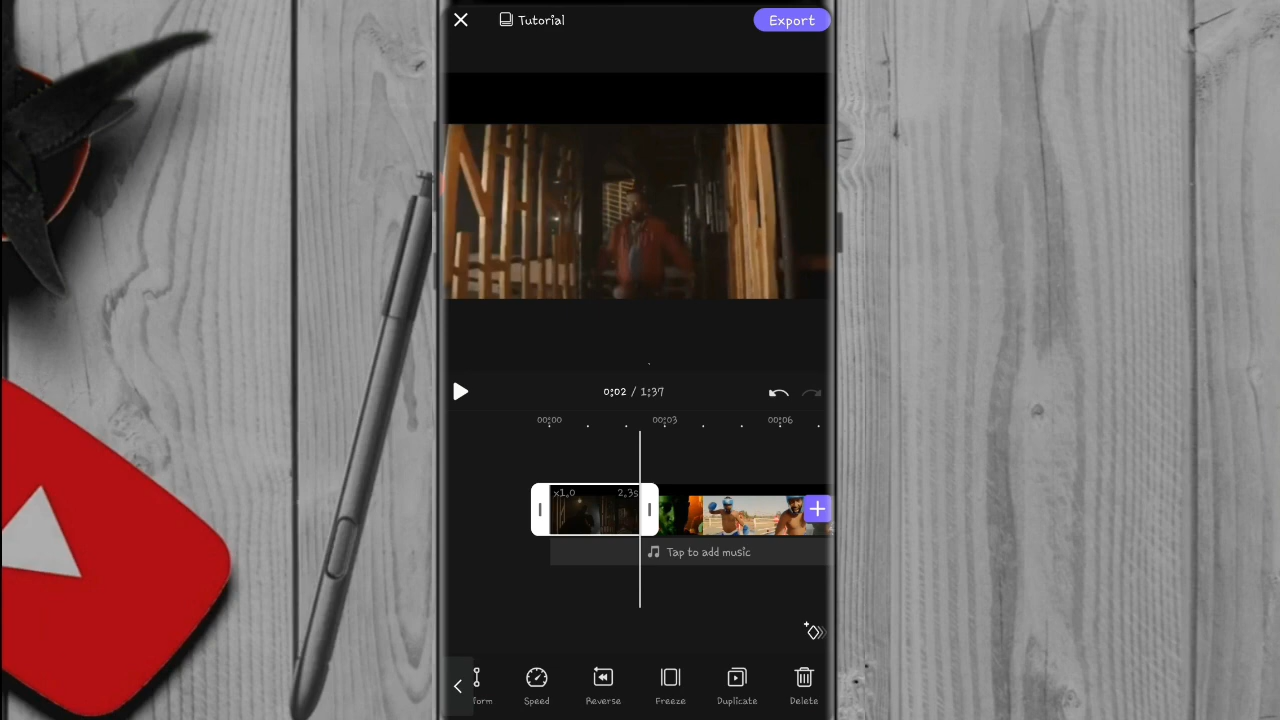 Tutorial
Export
0:02 / 1:37
00:00
00:03
00:06
x1.0
2.3s
Tap to add music
form
Speed
Reverse
Freeze
Duplicate
Delete